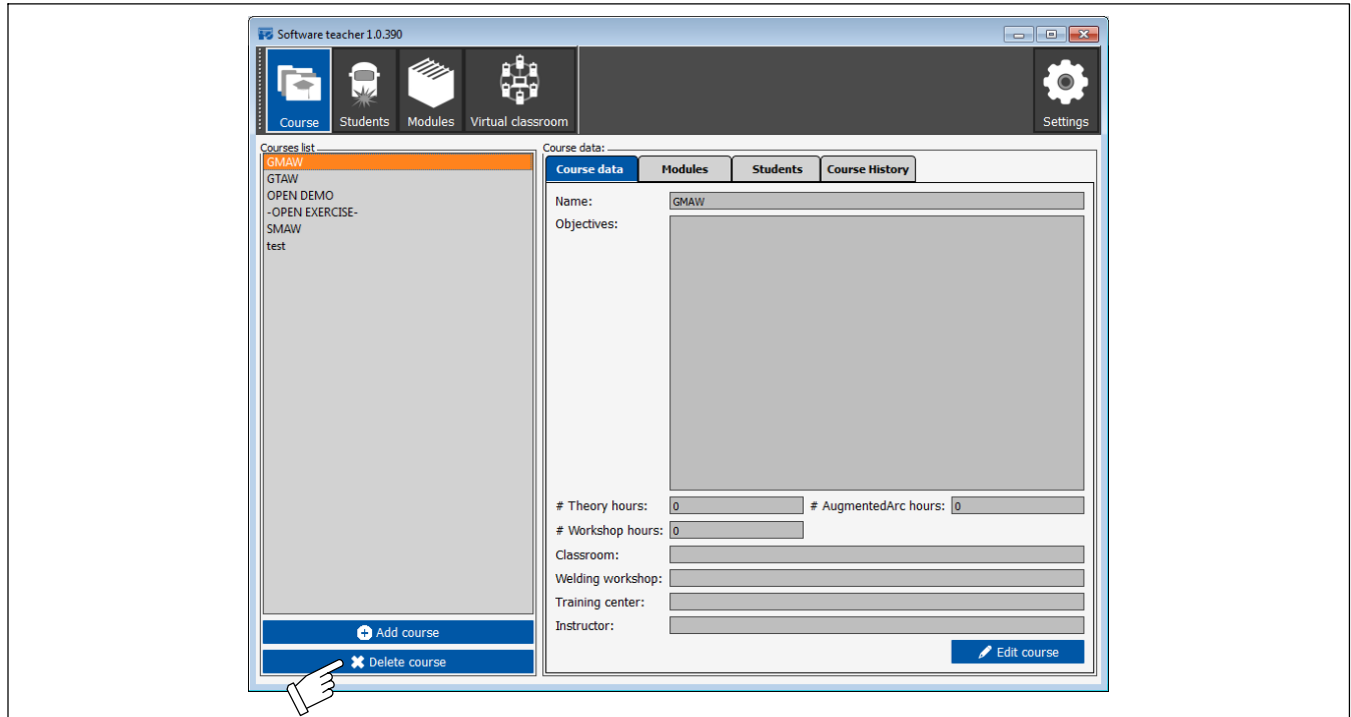 Software teacher 1.0.390
Course Students Modules Virtual classroom Settings
Courses list
GMAW
GTAW
OPEN DEMO
-OPEN EXERCISE-
SMAW
test
Add course
Delete course
Course data:
Course data Modules Students Course History
Name: GMAW
Objectives:
# Theory hours: 0 # AugmentedArc hours: 0
# Workshop hours: 0
Classroom:
Welding workshop:
Training center:
Instructor:
Edit course